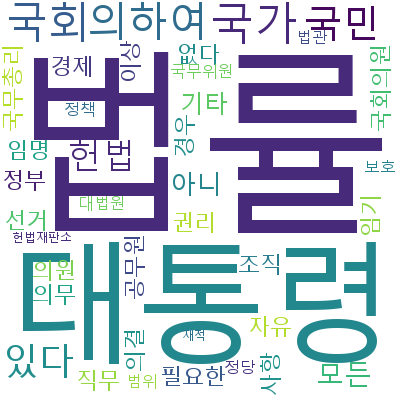 국회의
하여
국가
국민
법관
국무총리
경제
이상
없다
국무위원
정책
기타
경우
국회의원
법률
임명
헌법
보호
정부
아니
대법원
선거
권리
임기
헌법재판소
공무원
대통령
의원
조직
의무
자유
재적
의결
있다
정당
모든
직무
범위
필요한
사항